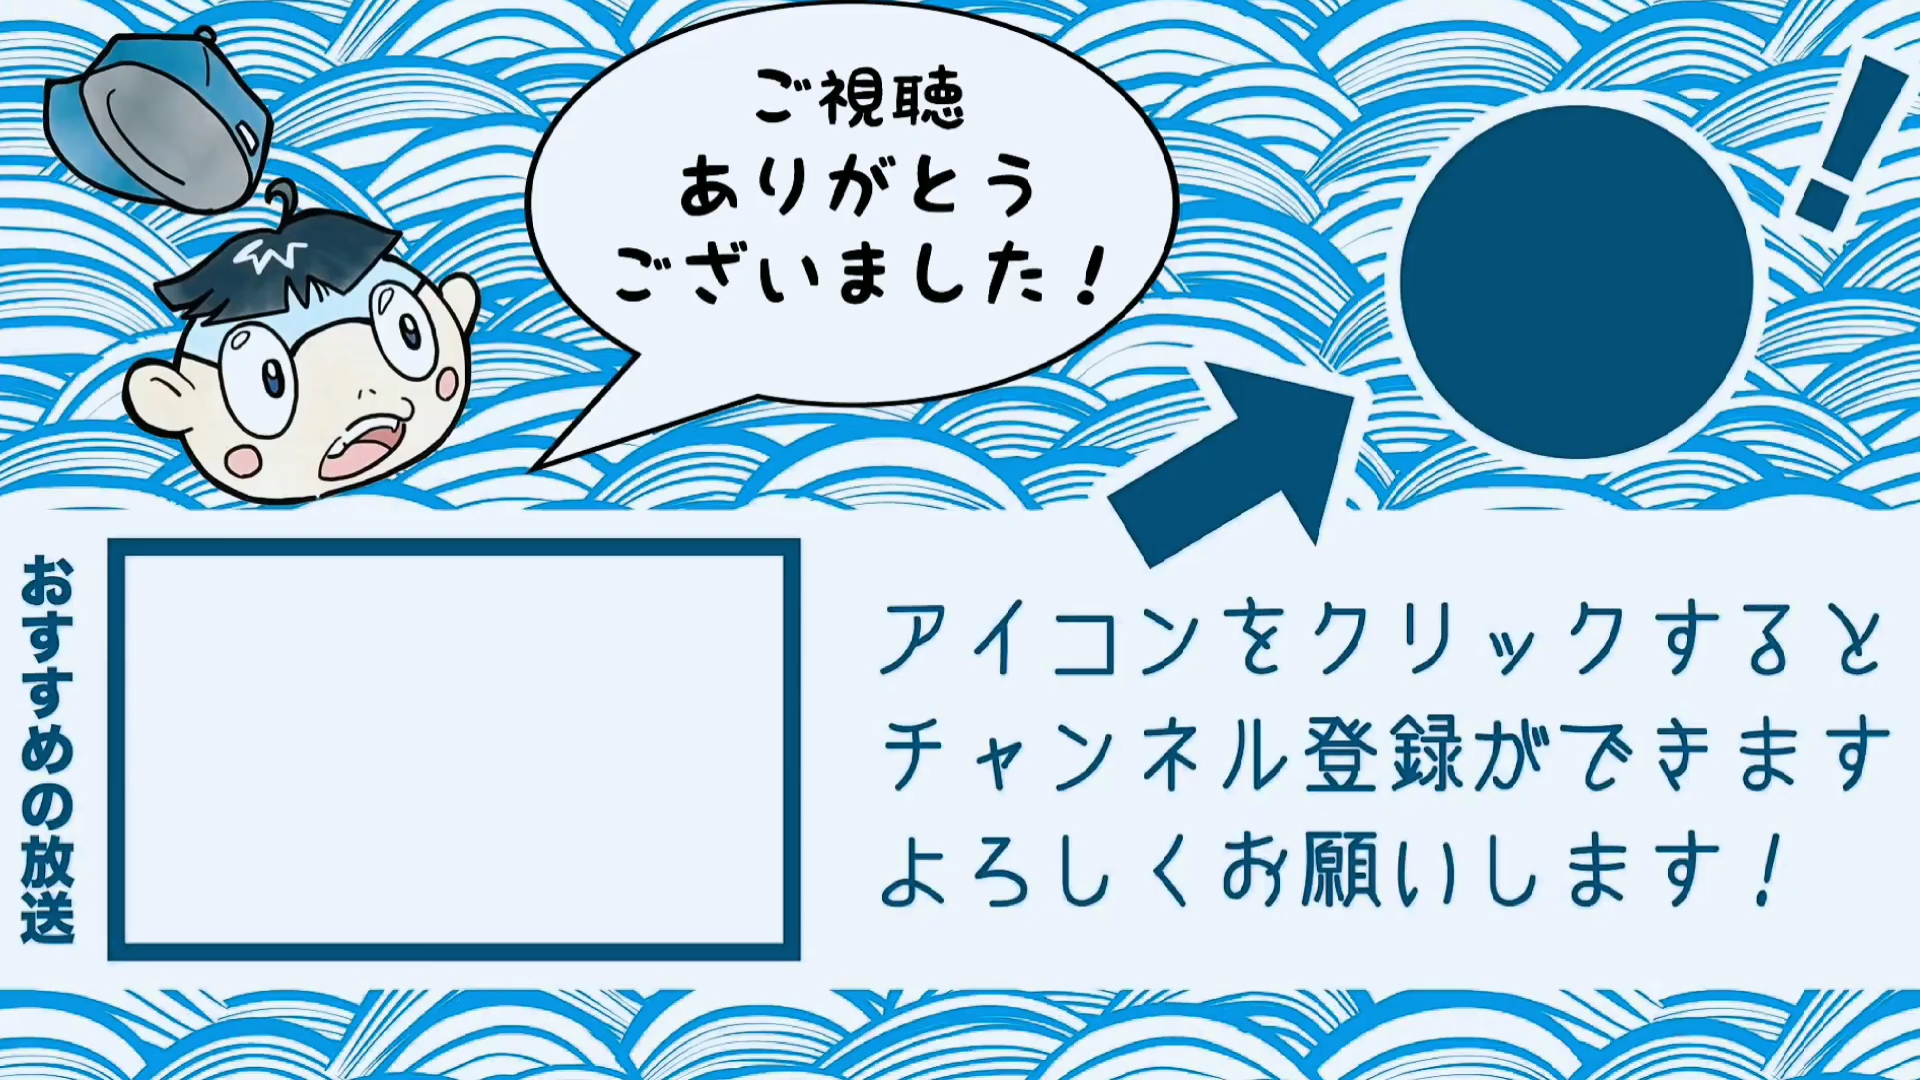 ご視聴
ありがとう
ございました!
おすすめの放送
アイコンをクリックすると
チャンネル登録ができます
よろしくお願いします!
!